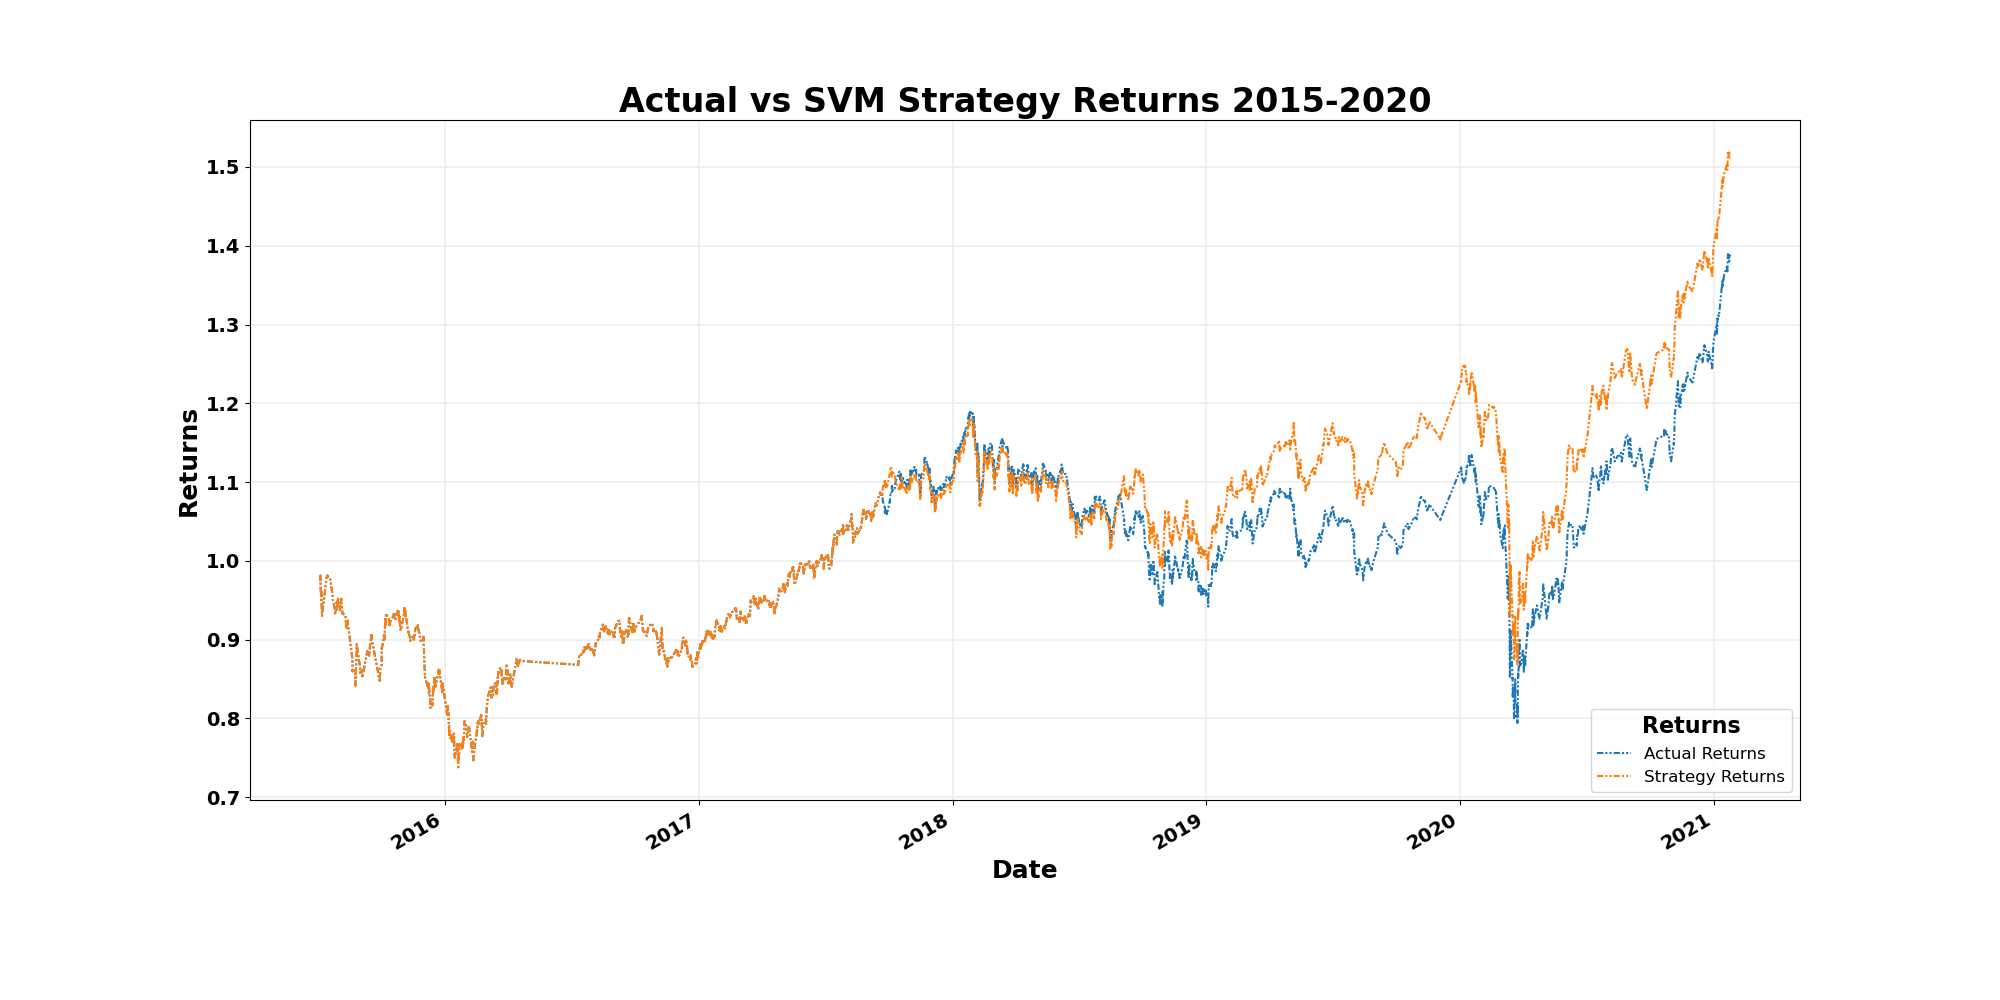 Actual vs SVM Strategy Returns 2015-2020
Returns
1.5
1.4
1.3
1.2
1.1
1.0
0.9
0.8
0.7
2016
2017
2018
2019
2020
2021
Date
Returns
Actual Returns
Strategy Returns